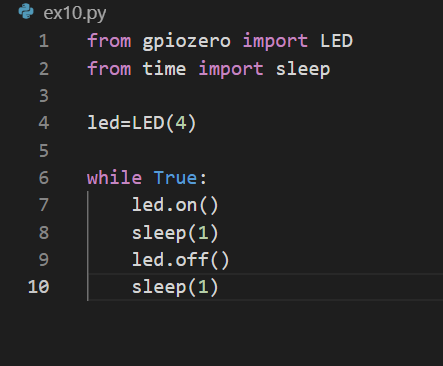 ex10.py
1 from gpiozero import LED
2 from time import sleep
3
4 led=LED(4)
5
6 while True:
7     led.on()
8     sleep(1)
9     led.off()
10     sleep(1)